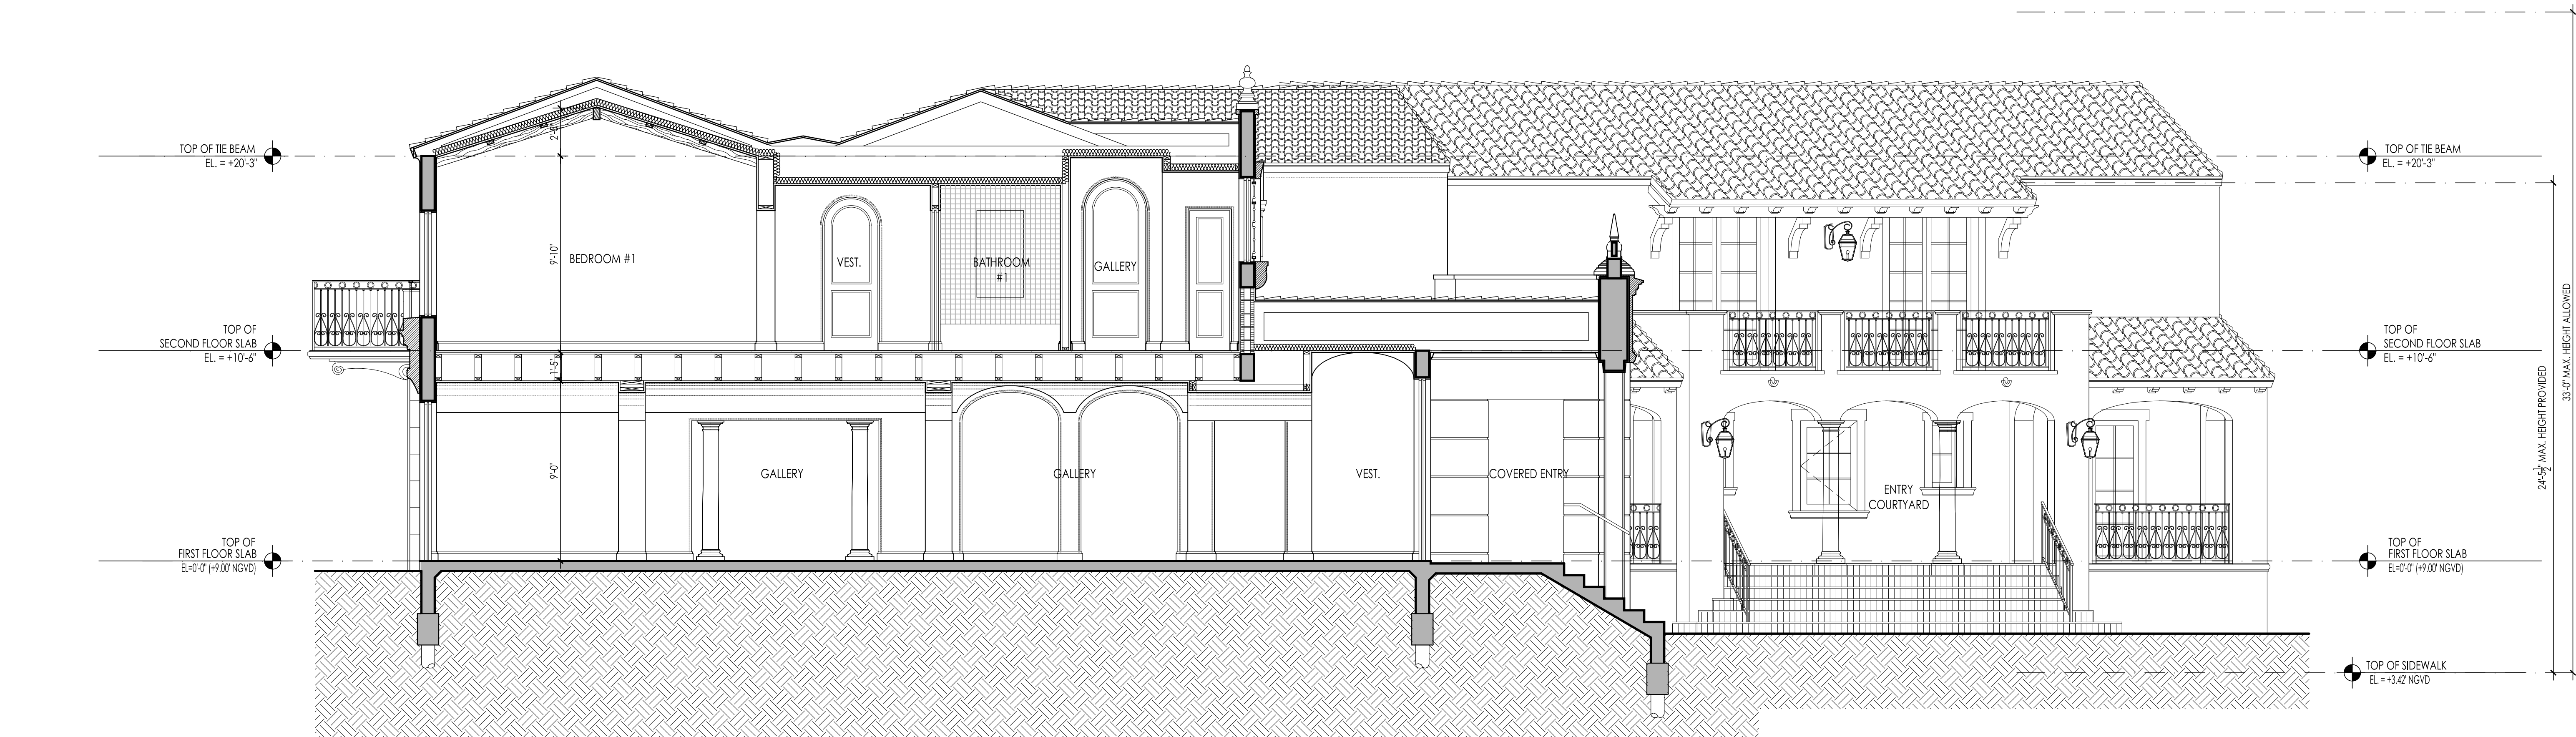 TOP OF TIE BEAM
EL. = +20'-3"
TOP OF
SECOND FLOOR SLAB
EL. = +10'-6"
TOP OF
FIRST FLOOR SLAB
EL=0'-0" (+9.00' NGVD)
2'-6"
9'-10"
1'-5"
9'-0"
BEDROOM #1
VEST.
BATHROOM
#1
GALLERY
GALLERY
GALLERY
VEST.
COVERED ENTRY
ENTRY
COURTYARD
TOP OF TIE BEAM
EL. = +20'-3"
TOP OF
SECOND FLOOR SLAB
EL. = +10'-6"
TOP OF
FIRST FLOOR SLAB
EL=0'-0" (+9.00' NGVD)
TOP OF SIDEWALK
EL. = +3.42' NGVD
24'-5 1/2" MAX. HEIGHT PROVIDED
33'-0" MAX. HEIGHT ALLOWED